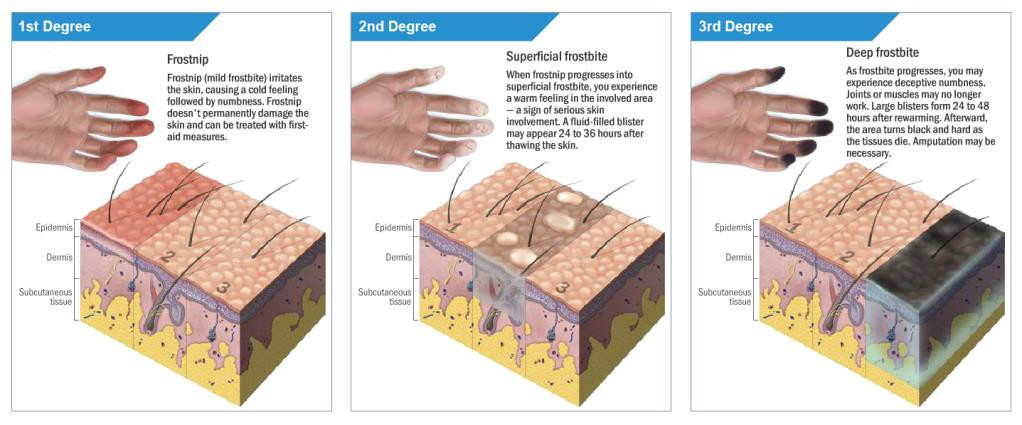 1st Degree
Frostnip
Frostnip (mild frostbite) irritates
the skin, causing a cold feeling
followed by numbness. Frostnip
doesn't permanently damage the
skin and can be treated with first-
aid measures.
Epidermis
Dermis
Subcutaneous
tissue
2
3
2nd Degree
Superficial frostbite
When frostnip progresses into
superficial frostbite, you experience
a warm feeling in the involved area
— a sign of serious skin
involvement. A fluid-filled blister
may appear 24 to 36 hours after
thawing the skin.
1
Epidermis
Dermis
Subcutaneous
tissue
3
3rd Degree
Deep frostbite
As frostbite progresses, you may
experience deceptive numbness.
Joints or muscles may no longer
work. Large blisters form 24 to 48
hours after rewarming. Afterward,
the area turns black and hard as
the tissues die. Amputation may be
necessary.
1
Epidermis
Dermis
Subcutaneous
tissue
2